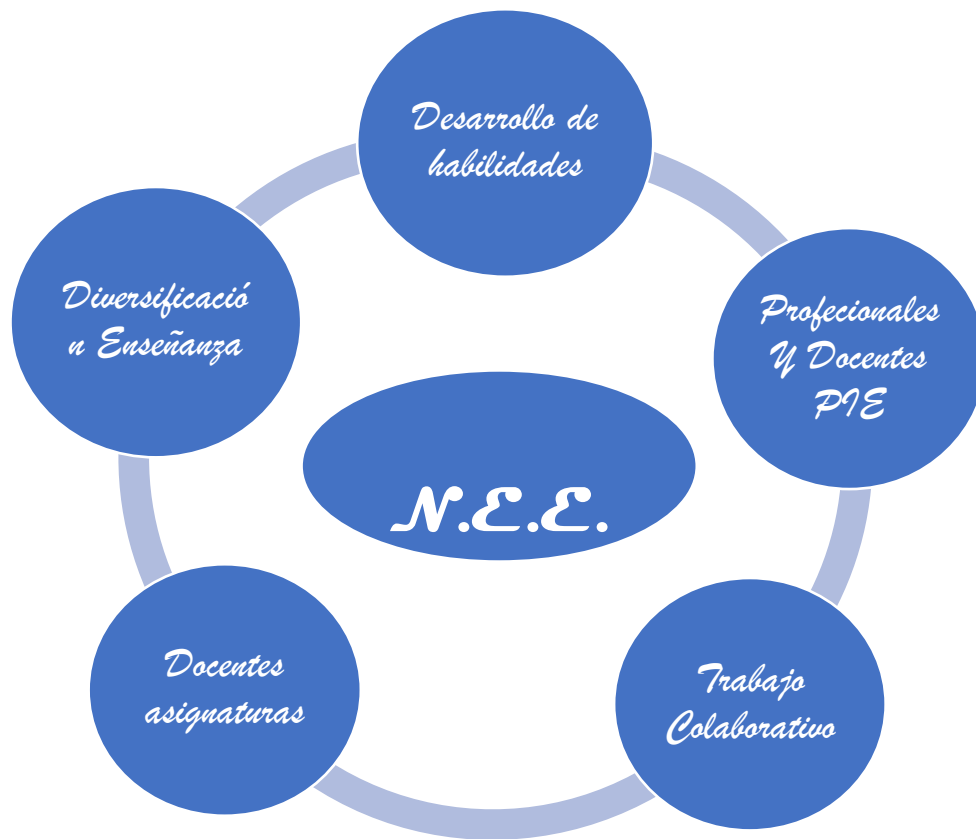 Desarrollo de
habilidades
Profecionales
Y Docentes
PIE
Trabajo
Colaborativo
Docentes
asignaturas
Diversificació
n Enseñanza
N.E.E.